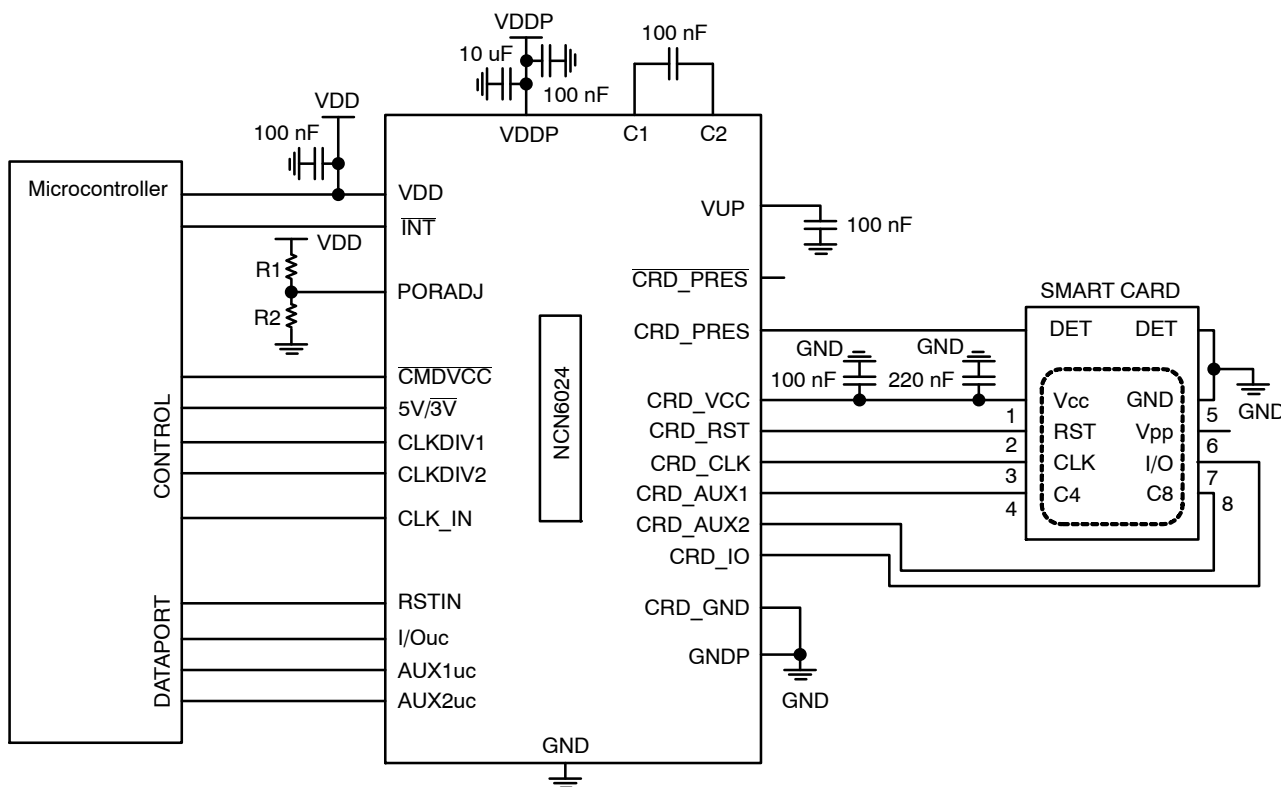 VDDP
10 uF
100 nF
100 nF
VDD
100 nF
VDDP
C1
C2
Microcontroller
VDD
INT
VDD
R1
R2
PORADJ
CMDVCC
5V/3V
CLKDIV1
CLKDIV2
CLK_IN
CONTROL
RSTIN
I/Ouc
AUX1uc
AUX2uc
DATAPORT
NCN6024
GND
VUP
100 nF
CRD_PRES
CRD_PRES
CRD_VCC
CRD_RST
CRD_CLK
CRD_AUX1
CRD_AUX2
CRD_IO
CRD_GND
GNDP
GND
GND
100 nF
GND
220 nF
SMART CARD
DET
DET
Vcc
GND
RST
Vpp
CLK
I/O
C4
C8
1
2
3
4
5
6
7
8
GND